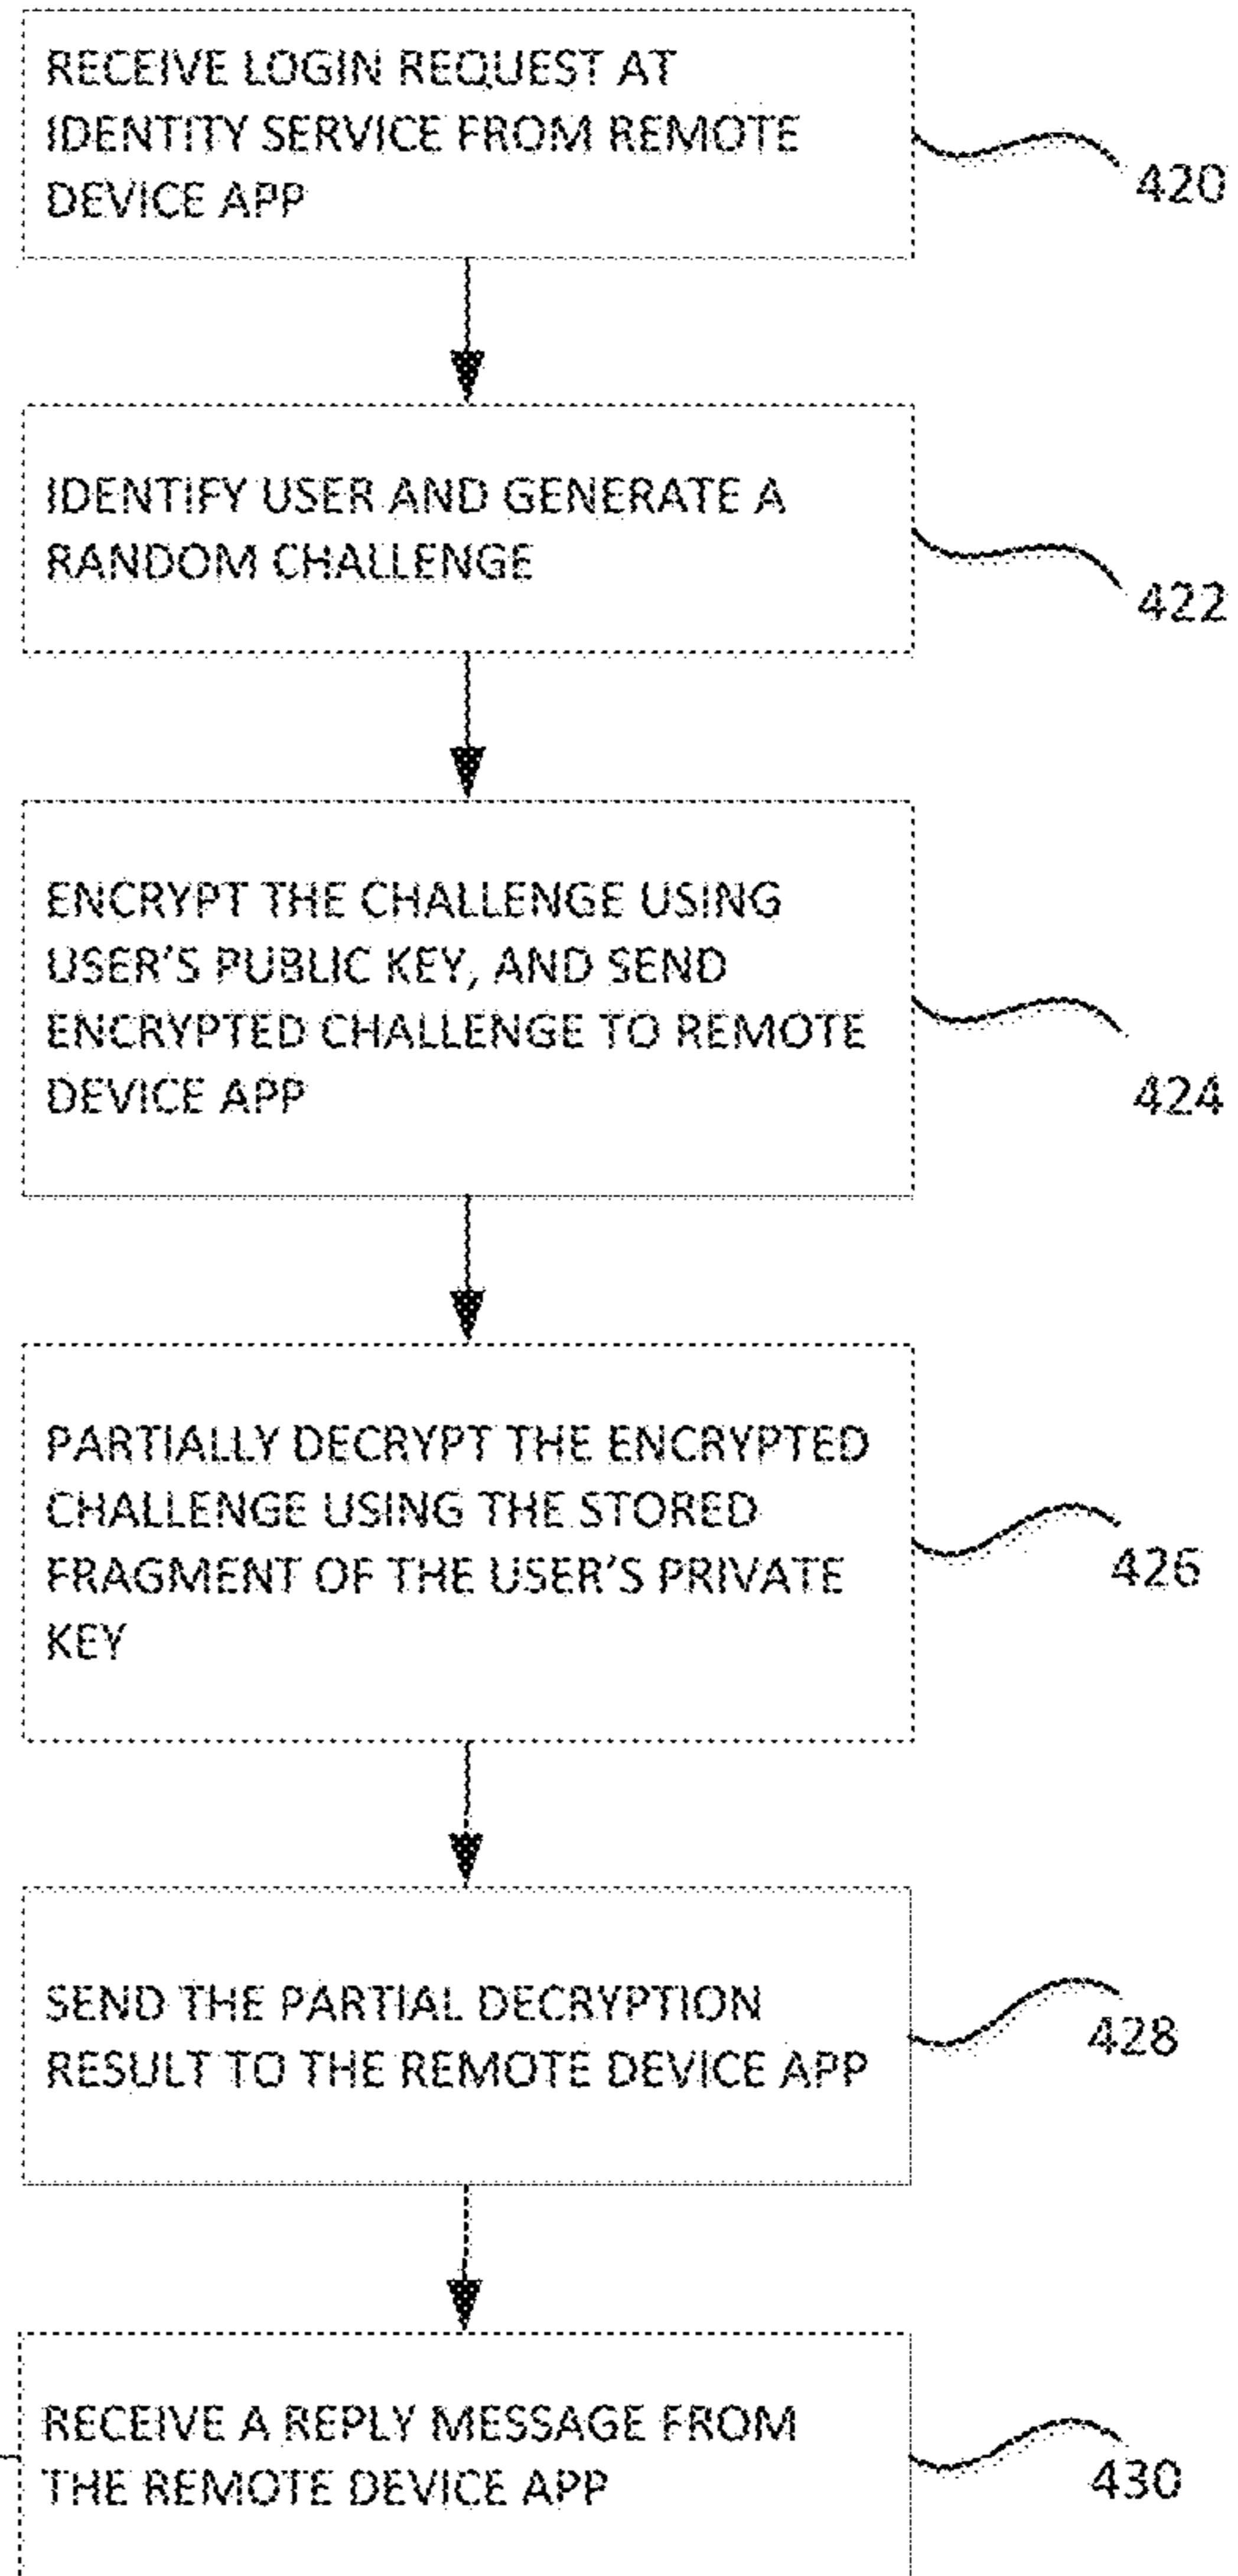 RECEIVE LOGIN REQUEST AT
IDENTITY SERVICE FROM REMOTE
DEVICE APP
420
IDENTIFY USER AND GENERATE A
RANDOM CHALLENGE
422
ENCRYPT THE CHALLENGE USING
USER'S PUBLIC KEY, AND SEND
ENCRYPTED CHALLENGE TO REMOTE
DEVICE APP
424
PARTIALLY DECRYPT THE ENCRYPTED
CHALLENGE USING THE STORED
FRAGMENT OF THE USER'S PRIVATE
KEY
426
SEND THE PARTIAL DECRYPTION
RESULT TO THE REMOTE DEVICE APP
428
RECEIVE A REPLY MESSAGE FROM
THE REMOTE DEVICE APP
430